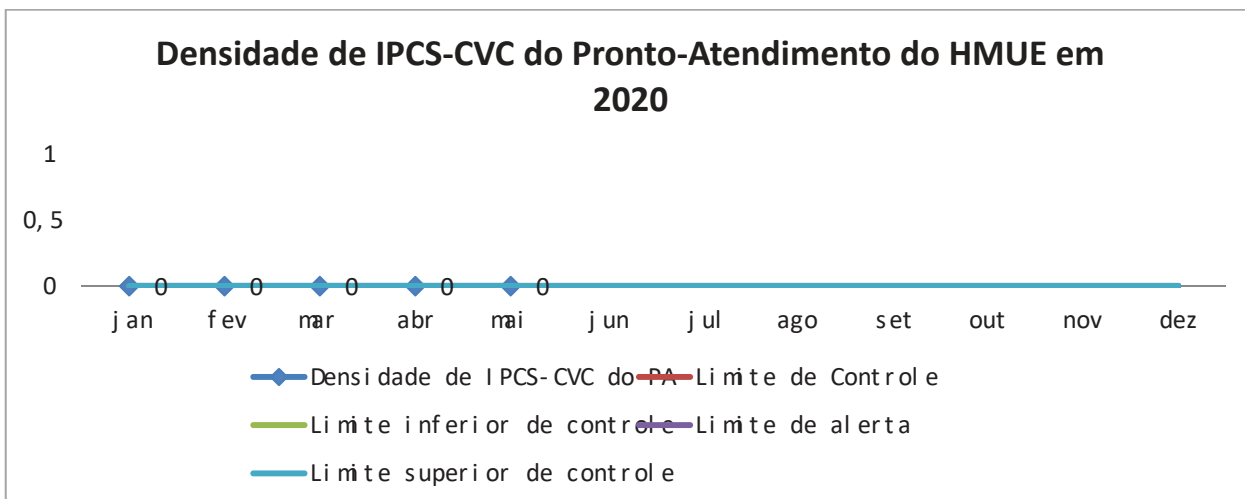 Densidade de IPCS-CVC do Pronto-Atendimento do HMUE em
2020
1
0,5
0
0 0 0 0 0
jan fev mar abr mai jun jul ago set out nov dez
Densidade de IPCS-CVC do PA Limite de Controle
Limite inferior de controle Limite de alerta
Limite superior de controle